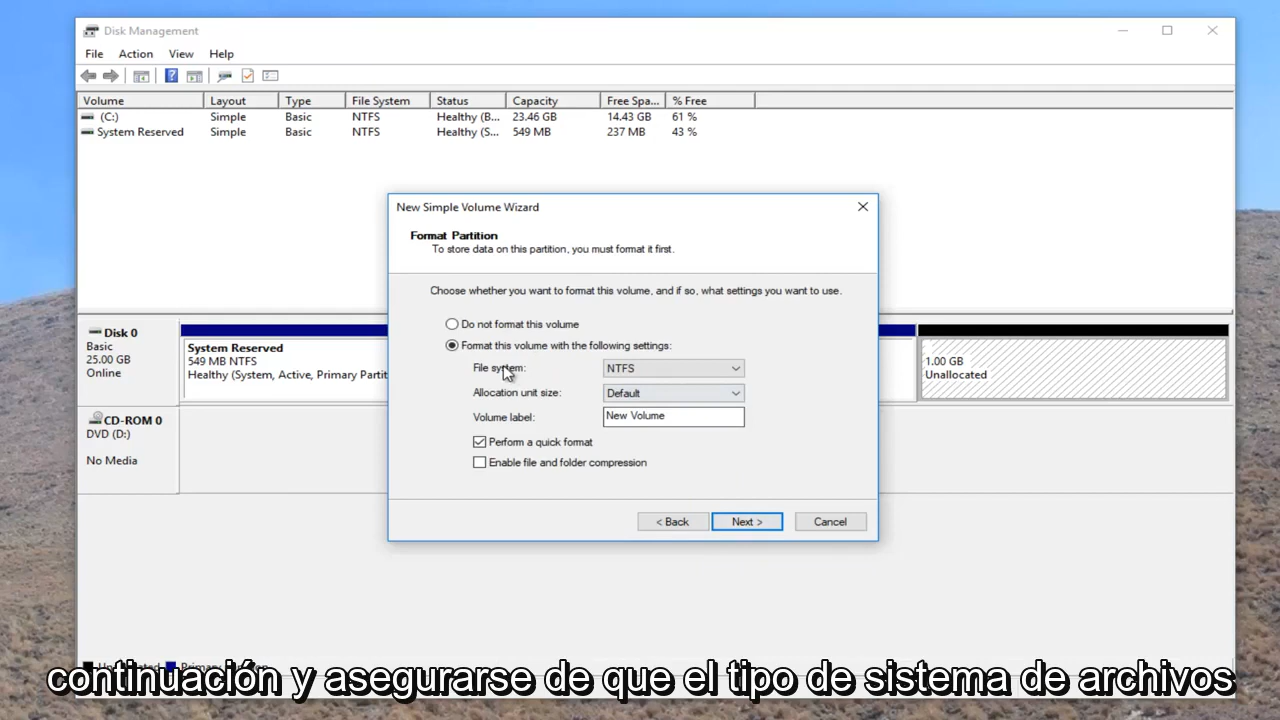 Disk Management
File Action View Help
Volume Layout Type File System Status Capacity Free Spa... % Free
(C:) Simple Basic NTFS Healthy (B... 23.46 GB 14.43 GB 61 %
System Reserved Simple Basic NTFS Healthy (S... 549 MB 237 MB 43 %
New Simple Volume Wizard
Format Partition
To store data on this partition, you must format it first.
Choose whether you want to format this volume, and if so, what settings you want to use.
Do not format this volume
Format this volume with the following settings:
File system: NTFS
Allocation unit size: Default
Volume label: New Volume
Perform a quick format
Enable file and folder compression
< Back Next > Cancel
Disk 0
Basic
25.00 GB
Online
System Reserved
549 MB NTFS
Healthy (System, Active, Primary Partit
1.00 GB
Unallocated
CD-ROM 0
DVD (D:)
No Media
continuación y asegurarse de que el tipo de sistema de archivos